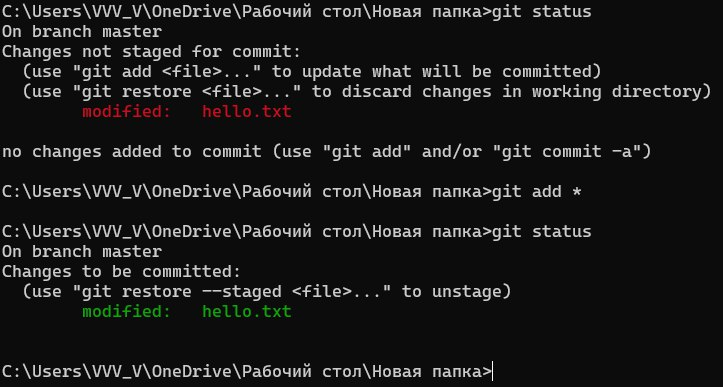 C:\Users\VVV_V\OneDrive\Рабочий стол\Новая папка>git status
On branch master
Changes not staged for commit:
  (use "git add <file>..." to update what will be committed)
  (use "git restore <file>..." to discard changes in working directory)
        modified:   hello.txt

no changes added to commit (use "git add" and/or "git commit -a")

C:\Users\VVV_V\OneDrive\Рабочий стол\Новая папка>git add *

C:\Users\VVV_V\OneDrive\Рабочий стол\Новая папка>git status
On branch master
Changes to be committed:
  (use "git restore --staged <file>..." to unstage)
        modified:   hello.txt


C:\Users\VVV_V\OneDrive\Рабочий стол\Новая папка>